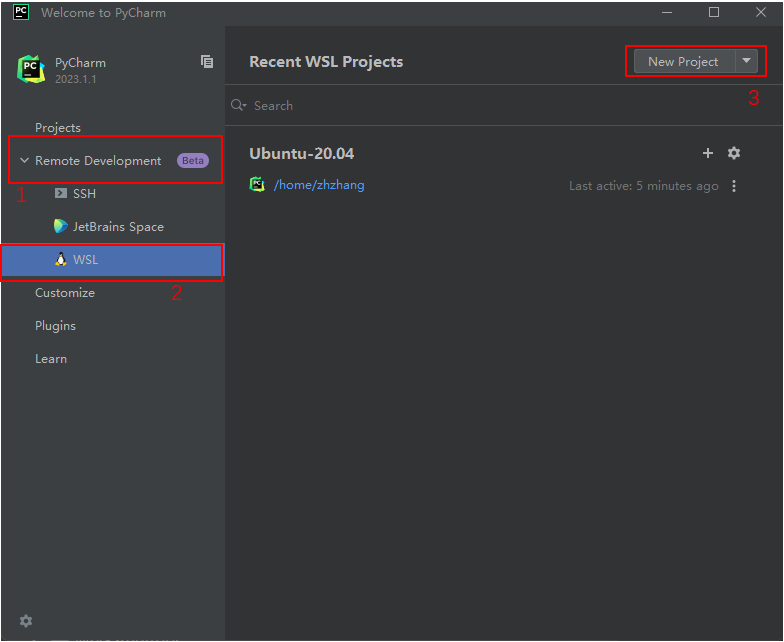 PC Welcome to PyCharm
PC PyCharm
2023.1.1
Projects
Remote Development Beta
1
SSH
JetBrains Space
WSL
2
Customize
Plugins
Learn
Recent WSL Projects
New Project
3
Search
Ubuntu-20.04
PC /home/zhzhang Last active: 5 minutes ago